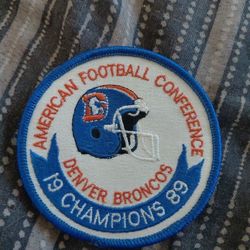 AMERICAN FOOTBALL CONFERENCE
DENVER BRONCOS
19 CHAMPIONS 89